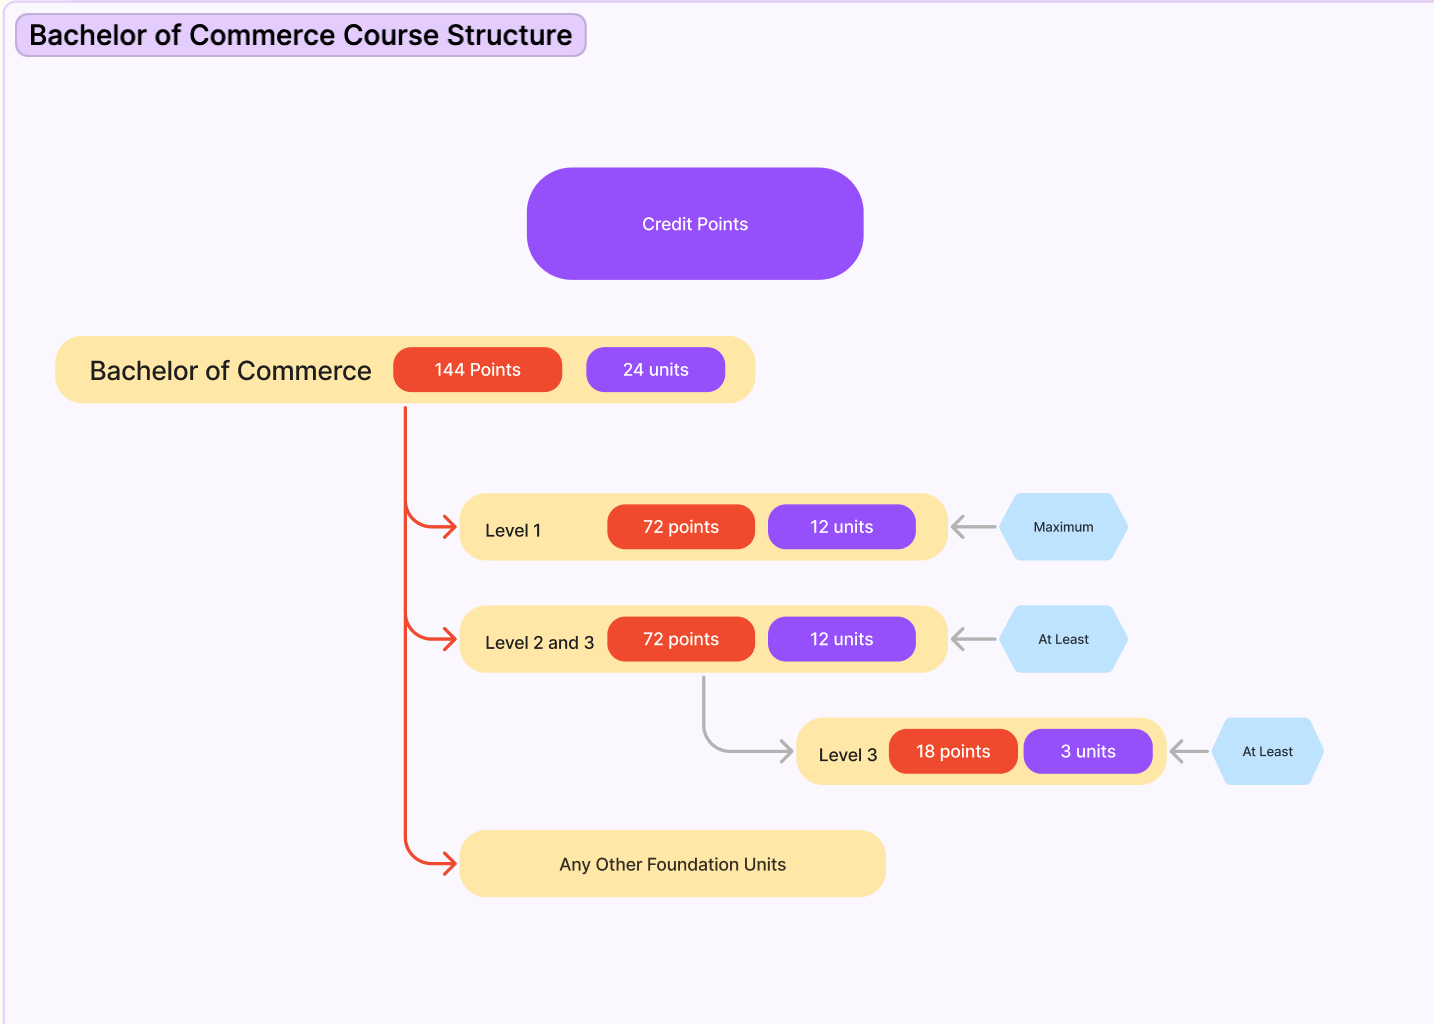 Bachelor of Commerce Course Structure
Credit Points
Bachelor of Commerce 144 Points 24 units
Level 1 72 points 12 units Maximum
Level 2 and 3 72 points 12 units At Least
Level 3 18 points 3 units At Least
Any Other Foundation Units